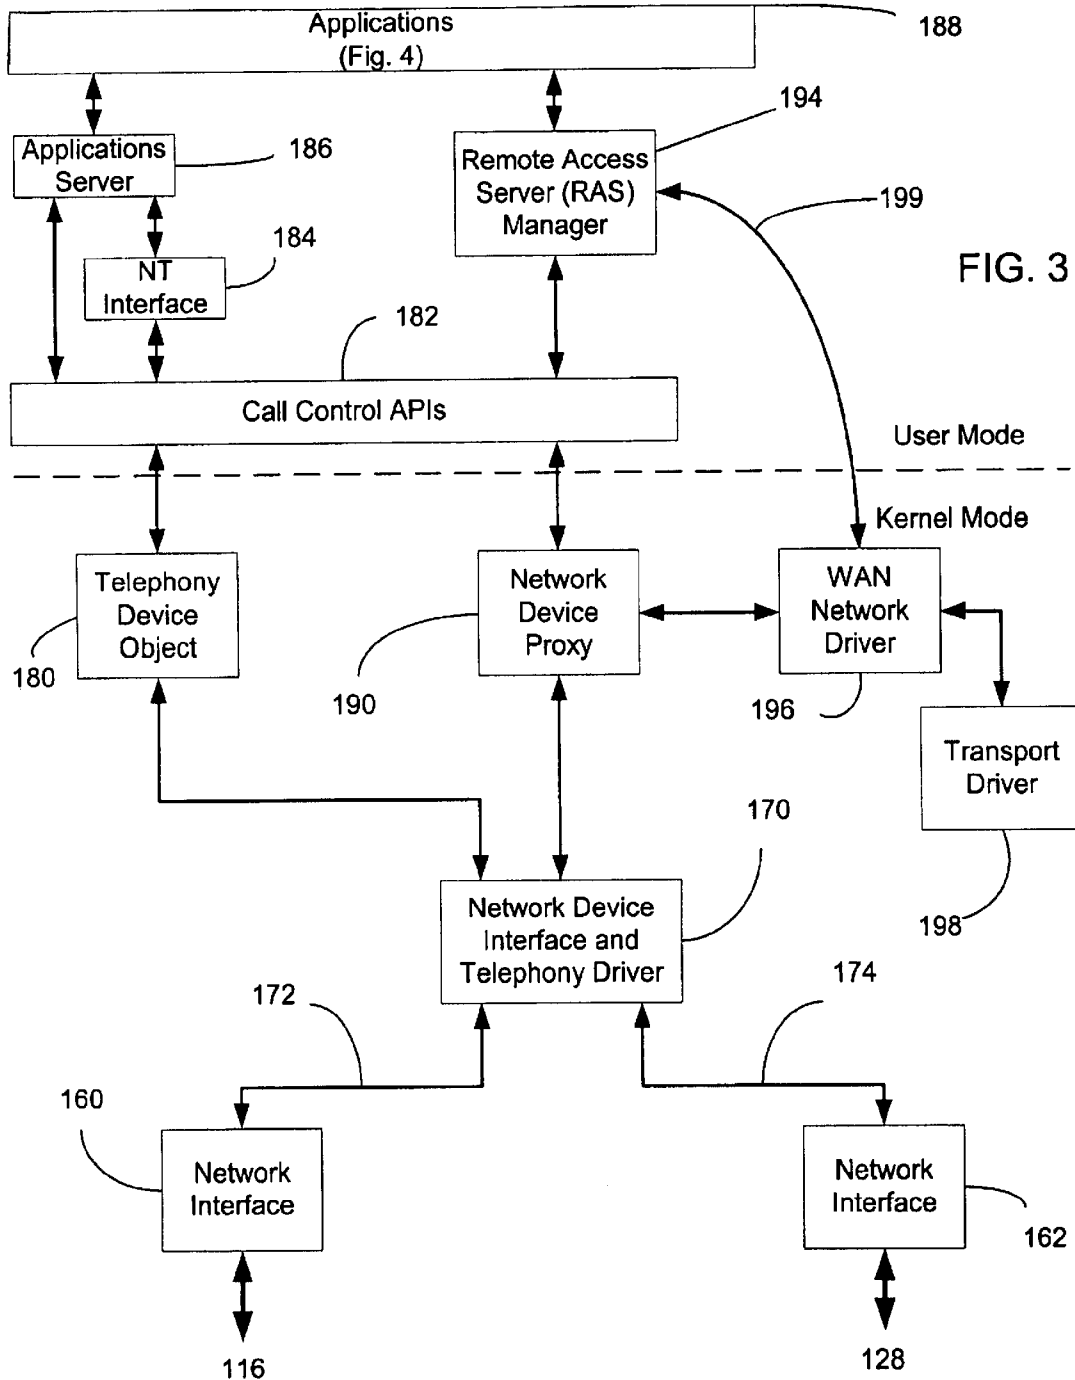 Applications
(Fig. 4)
188
194
Applications
Server
186
Remote Access
Server (RAS)
Manager
199
184
NT
Interface
FIG. 3
182
Call Control APIs
User Mode
Kernel Mode
Telephony
Device
Object
Network
Device
Proxy
WAN
Network
Driver
180
190
196
Transport
Driver
170
198
Network Device
Interface and
Telephony Driver
172
174
160
Network
Interface
Network
Interface
162
116
128